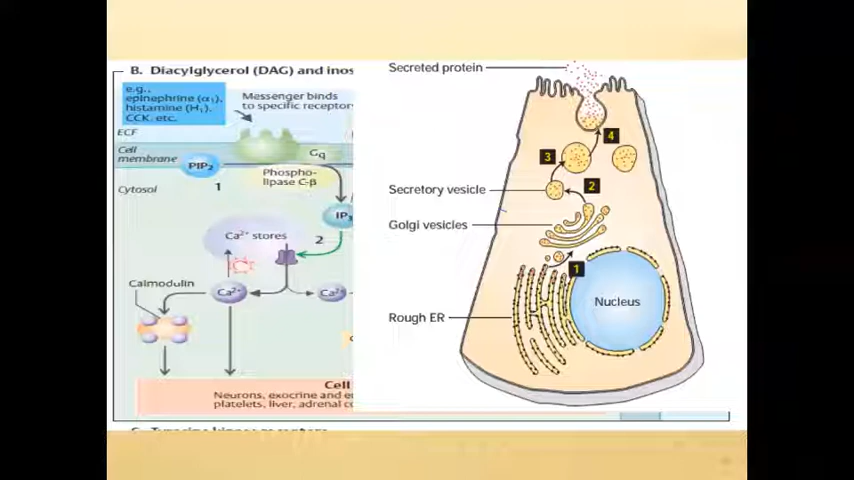 B. Diacylglycerol (DAG) and inos
e.g.,
epinephrine (α₁),
histamine (H₁),
CCK, etc.
Messenger binds
to specific receptor
ECF
Cell
membrane
PIP₂
Gq
Phospho-
lipase C-β
Cytosol
1
IP₃
Ca²⁺ stores
2
Calmodulin
Ca²⁺
Ca²⁺
Cell
Neurons, exocrine and e
platelets, liver, adrenal c
Secreted protein
4
3
Secretory vesicle
2
Golgi vesicles
1
Nucleus
Rough ER